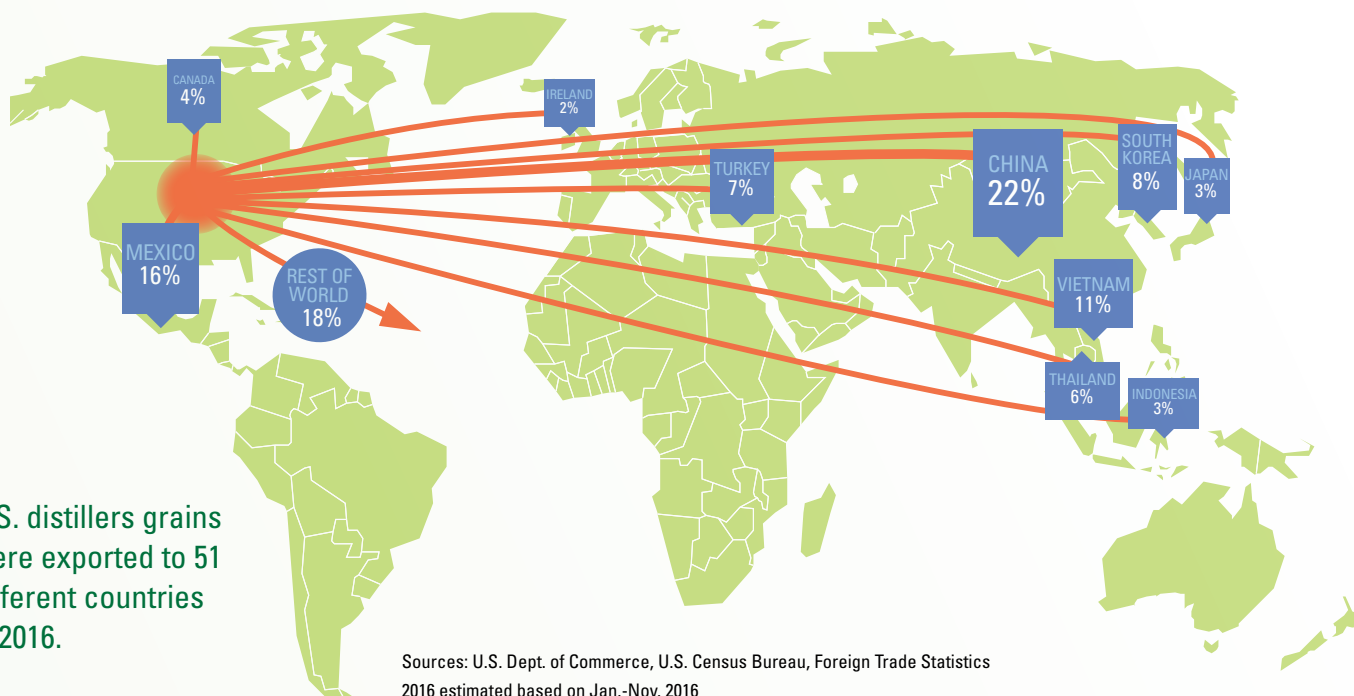 CANADA
4%
IRELAND
2%
TURKEY
7%
CHINA
22%
SOUTH
KOREA
8%
JAPAN
3%
MEXICO
16%
REST OF
WORLD
18%
VIETNAM
11%
THAILAND
6%
INDONESIA
3%
S. distillers grains
ere exported to 51
fferent countries
2016.
Sources: U.S. Dept. of Commerce, U.S. Census Bureau, Foreign Trade Statistics
2016 estimated based on Jan.-Nov. 2016